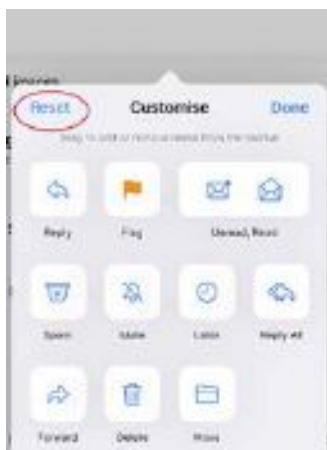 Reset Customise Done
Reply Flag Unread, Read
Spam Mute Later Reply All
Forward Delete Move